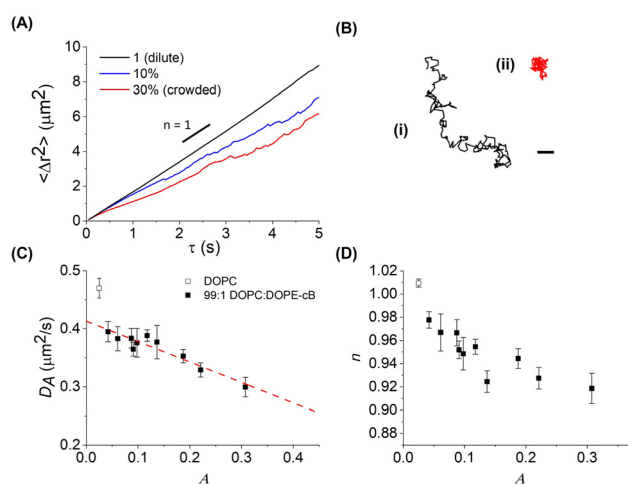 (A)
10
8
6
4
2
0
<Δr²> (μm²)
1 (dilute)
10%
30% (crowded)
n = 1
0 1 2 3 4 5
τ (s)
(B)
(i)
(ii)
(C)
0.5
0.4
0.3
0.2
D_A (μm²/s)
DOPC
99:1 DOPC:DOPE-cB
0.0 0.1 0.2 0.3 0.4
A
(D)
1.02
1.00
0.98
0.96
0.94
0.92
0.90
0.88
n
0.0 0.1 0.2 0.3 0.4
A